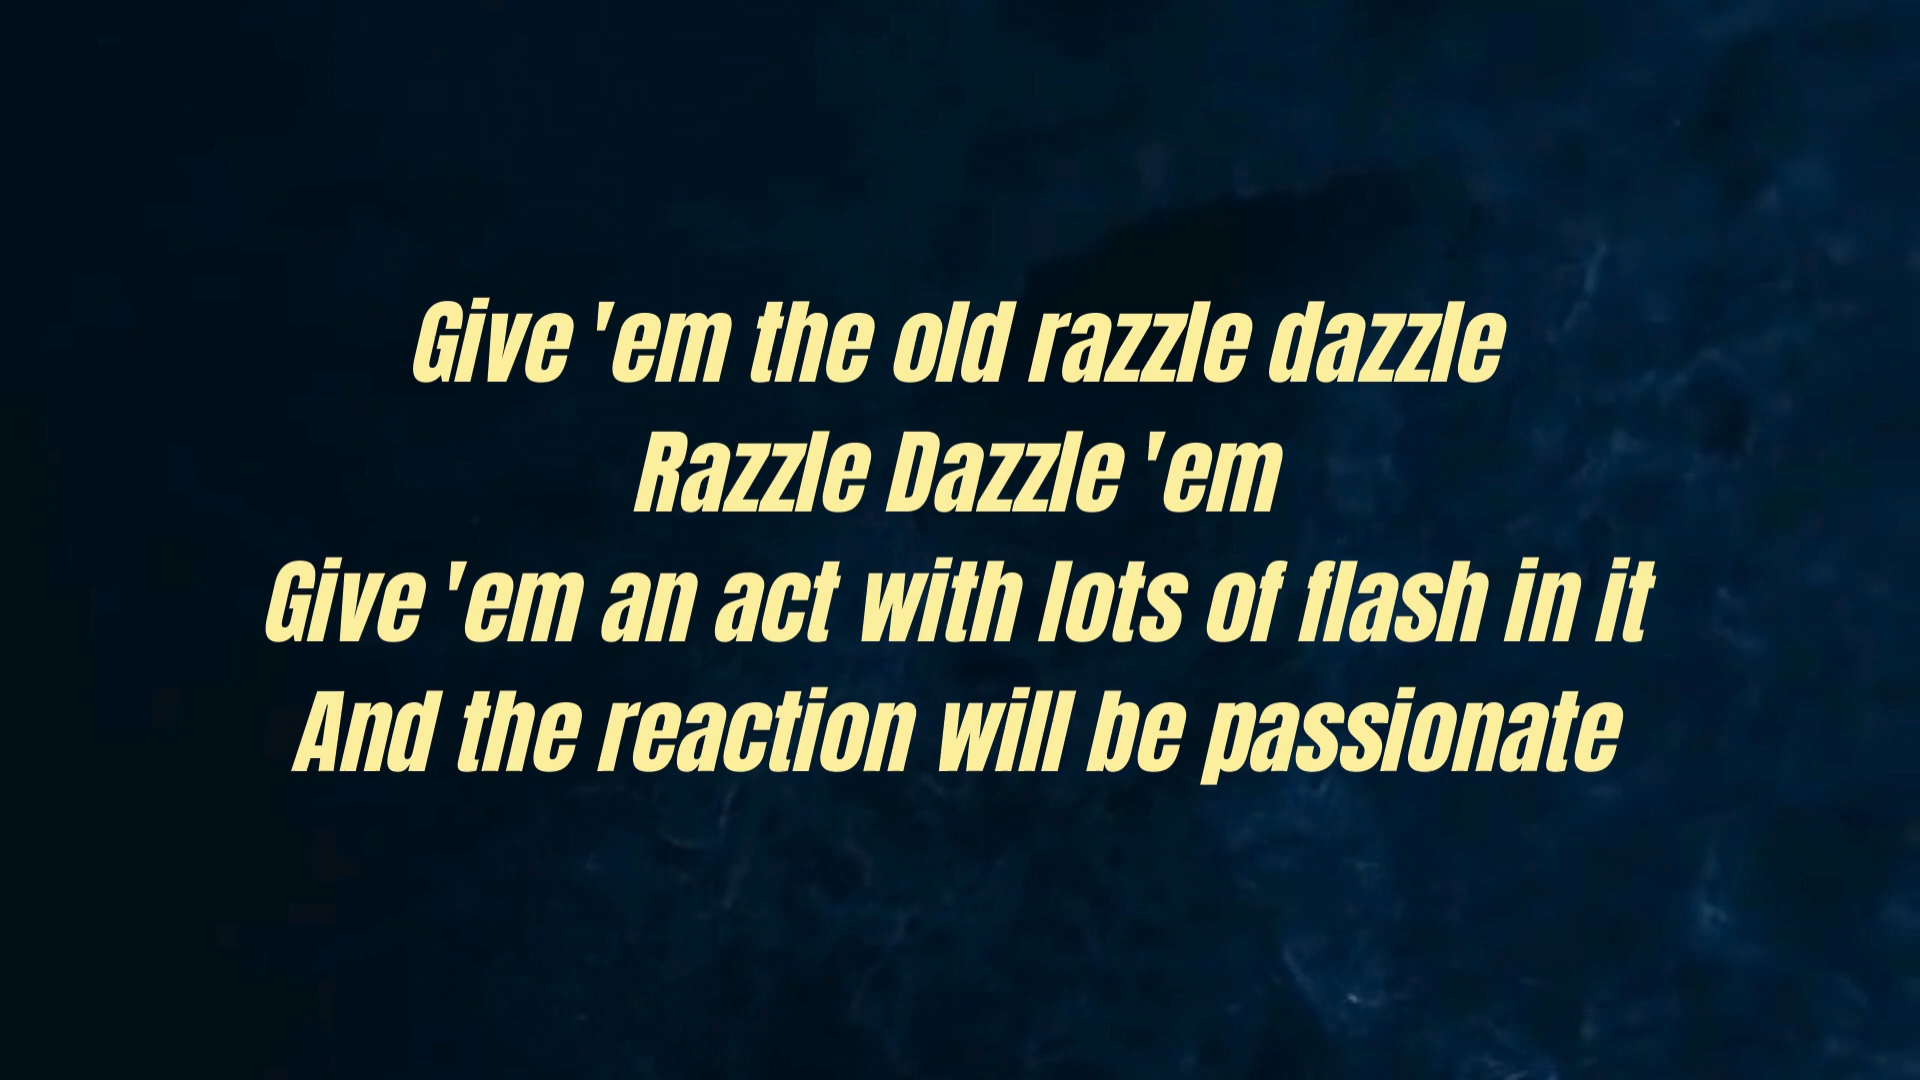 Give 'em the old razzle dazzle
Razzle Dazzle 'em
Give 'em an act with lots of flash in it
And the reaction will be passionate